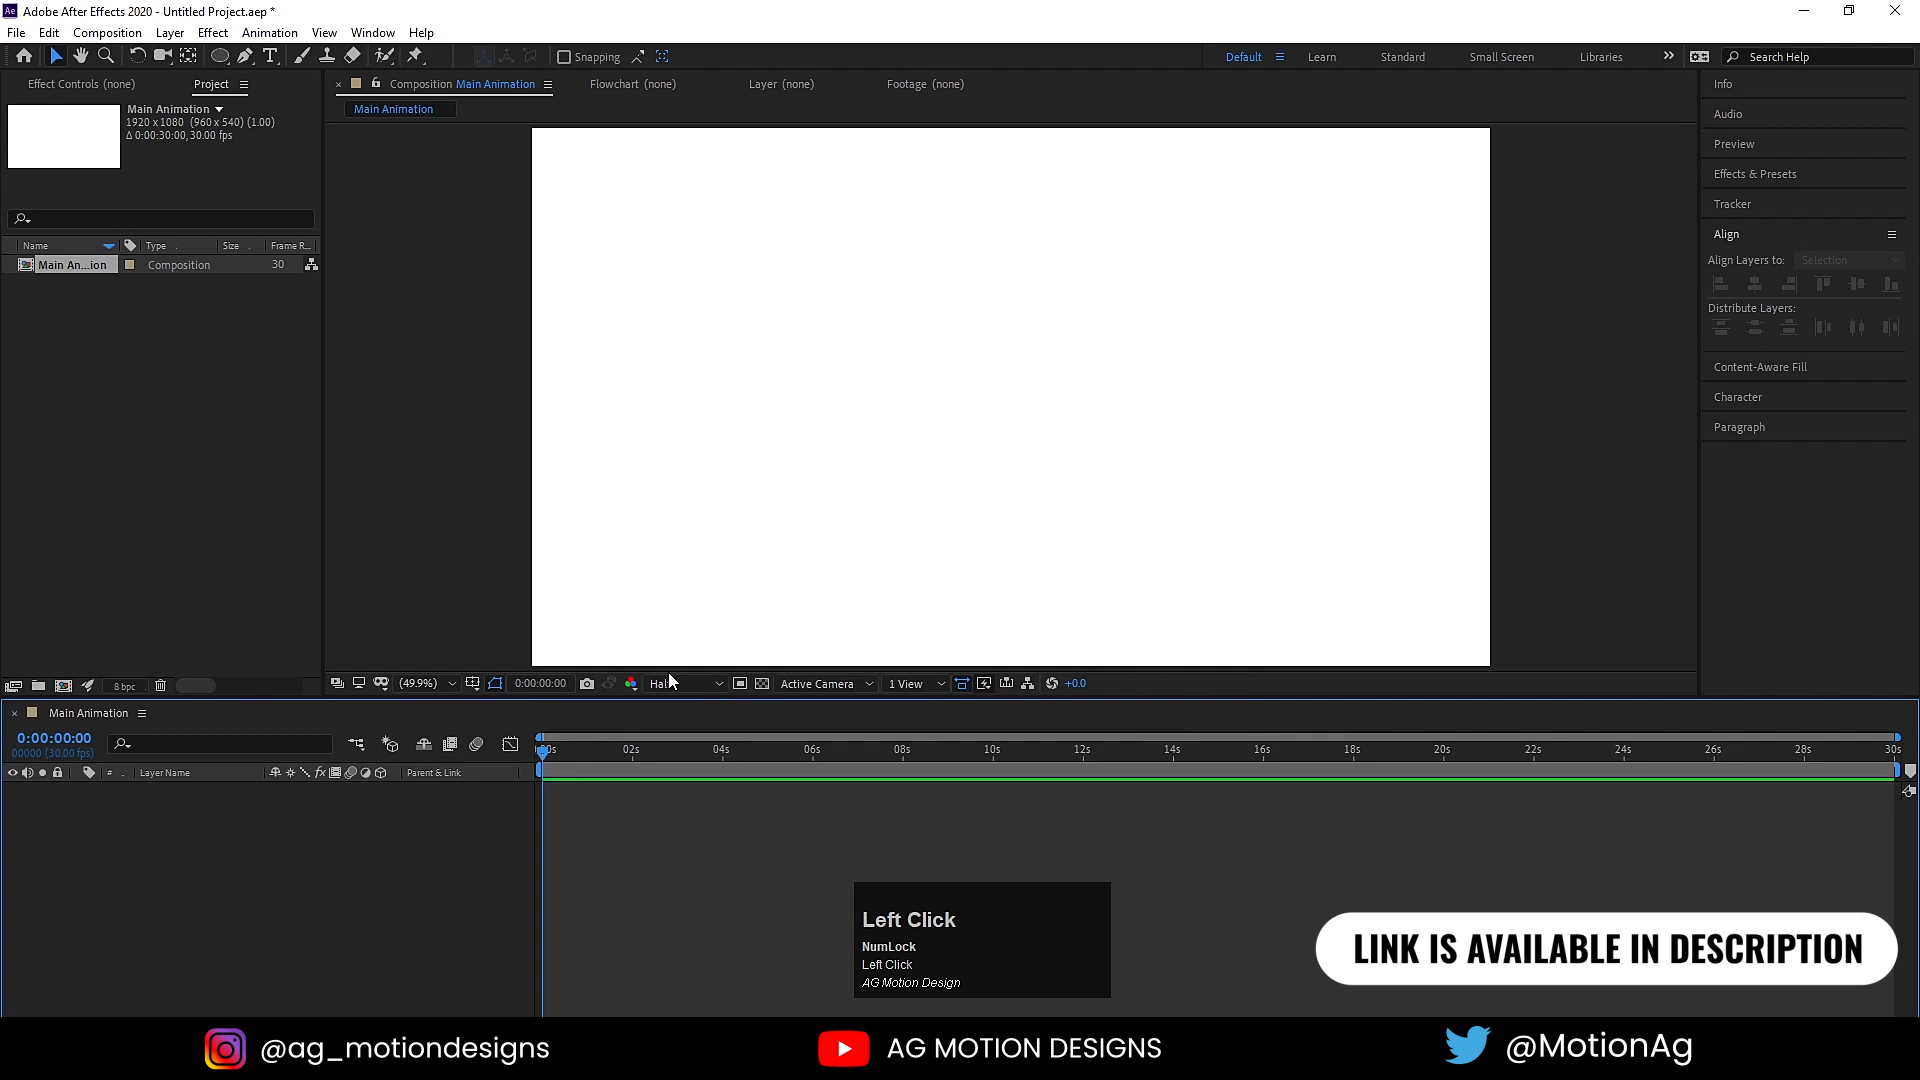 Ae Adobe After Effects 2020 - Untitled Project.aep *
File Edit Composition Layer Effect Animation View Window Help
Snapping
Default Learn Standard Small Screen Libraries Search Help
Effect Controls (none) Project
Composition Main Animation Flowchart (none) Layer (none) Footage (none)
Main Animation
Main Animation
1920 x 1080 (960 x 540) (1.00)
Δ 0:00:30:00, 30.00 fps
Name Type Size Frame R...
Main An...ion Composition 30
Info
Audio
Preview
Effects & Presets
Tracker
Align
Align Layers to: Selection
Distribute Layers:
Content-Aware Fill
Character
Paragraph
8 bpc
(49.9%) 0:00:00:00 Active Camera 1 View +0.0
Main Animation
0:00:00:00
00000 (30.00 fps)
02s 04s 06s 08s 10s 12s 14s 16s 18s 20s 22s 24s 26s 28s 30s
# Layer Name fx Parent & Link
Left Click
NumLock
Left Click
AG Motion Design
LINK IS AVAILABLE IN DESCRIPTION
@ag_motiondesigns AG MOTION DESIGNS @MotionAg